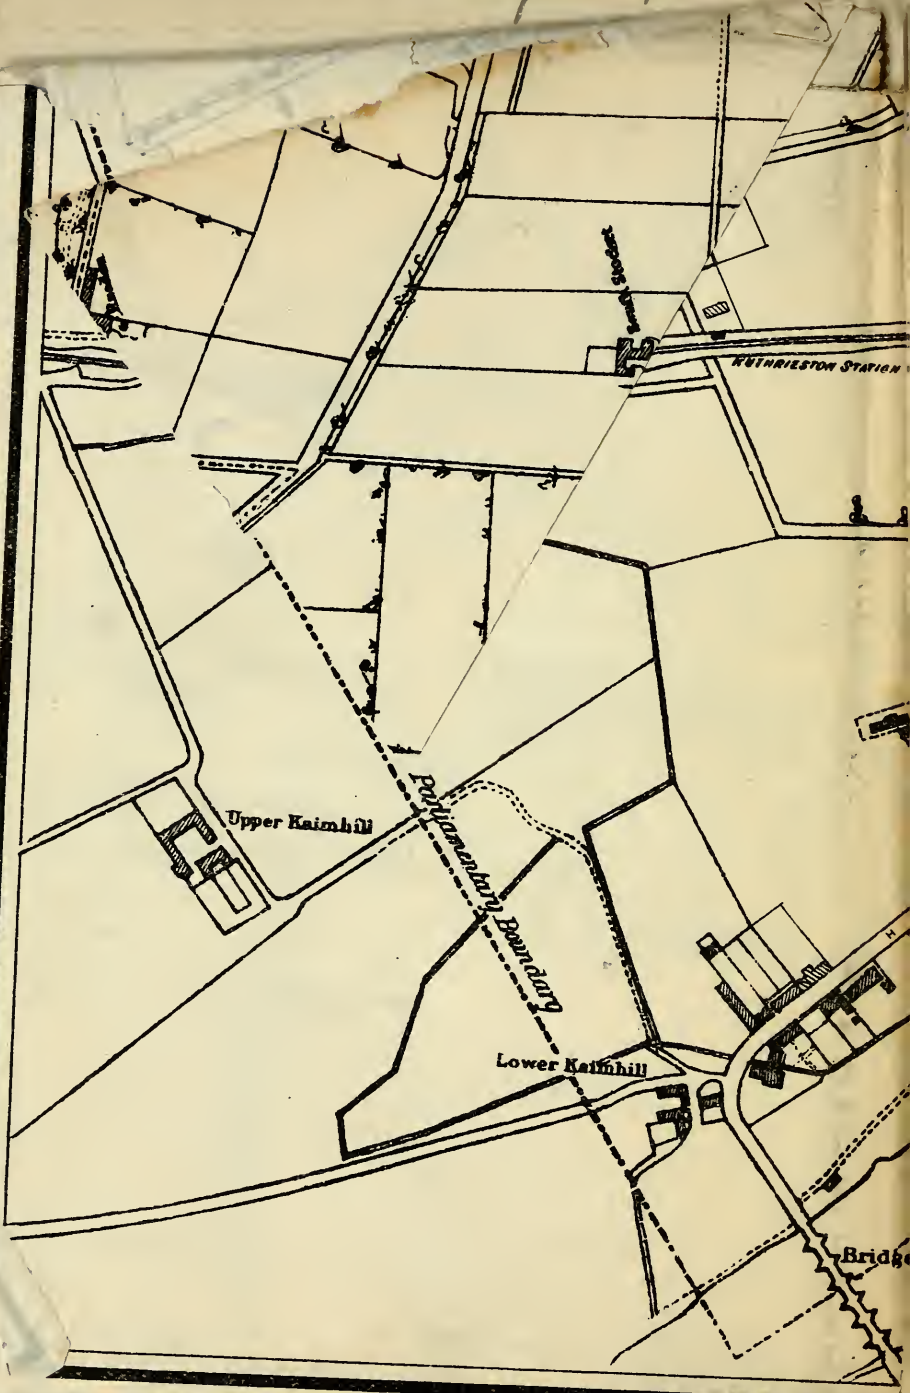 RUTHRIESTON STATION
Upper Kaimhill
Parliamentary Boundary
H
Lower Kaimhill
Bridge